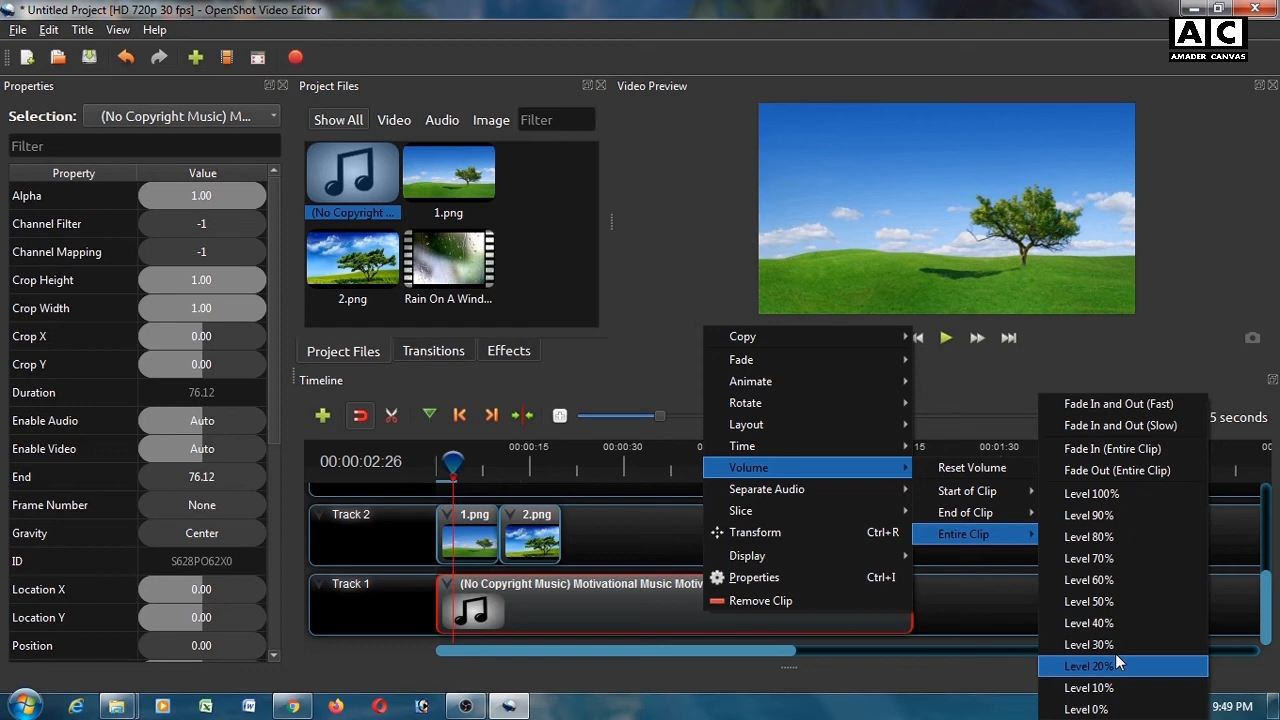 * Untitled Project [HD 720p 30 fps] - OpenShot Video Editor
AC
AMADER CANVAS
File Edit Title View Help
Properties
Project Files
Video Preview
Selection: (No Copyright Music) M...
Show All Video Audio Image Filter
Filter
Property Value
Alpha 1.00
Channel Filter -1
Channel Mapping -1
Crop Height 1.00
Crop Width 1.00
Crop X 0.00
Crop Y 0.00
Duration 76.12
Enable Audio Auto
Enable Video Auto
End 76.12
Frame Number None
Gravity Center
ID S628PO62X0
Location X 0.00
Location Y 0.00
Position 0.00
(No Copyright ... 1.png
2.png Rain On A Wind...
Project Files Transitions Effects
Timeline
5 seconds
00:00:02:26
00:00:15 00:00:30 :15 00:01:30
Track 2 1.png 2.png
Track 1 (No Copyright Music) Motivational Music Motiv
Copy
Fade
Animate
Rotate
Layout
Time
Volume
Separate Audio
Slice
Transform Ctrl+R
Display
Properties Ctrl+I
Remove Clip
Reset Volume
Start of Clip
End of Clip
Entire Clip
Fade In and Out (Fast)
Fade In and Out (Slow)
Fade In (Entire Clip)
Fade Out (Entire Clip)
Level 100%
Level 90%
Level 80%
Level 70%
Level 60%
Level 50%
Level 40%
Level 30%
Level 20%
Level 10%
Level 0%
9:49 PM